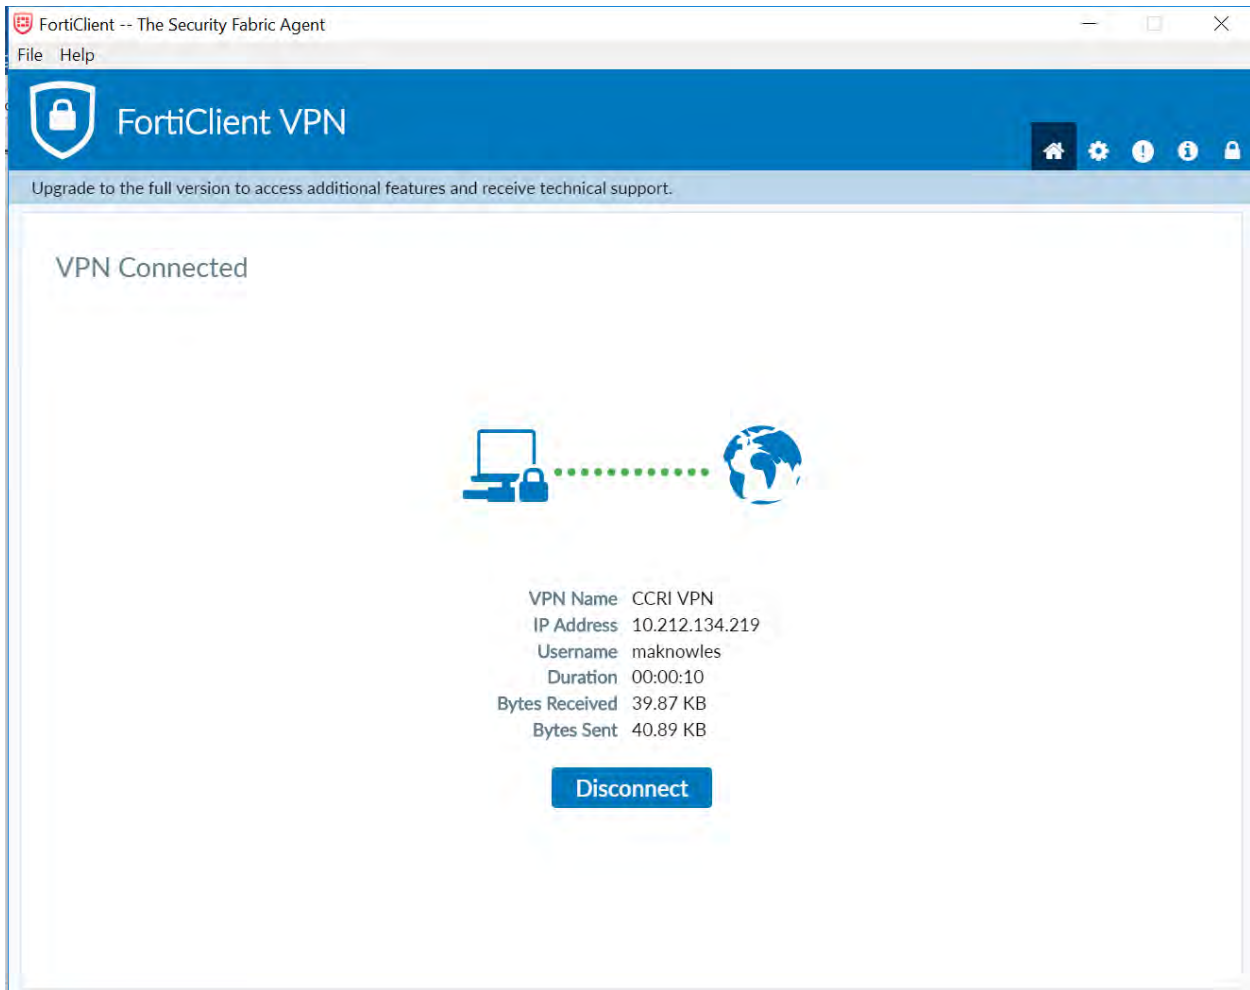 FortiClient -- The Security Fabric Agent
File Help
FortiClient VPN
Upgrade to the full version to access additional features and receive technical support.
VPN Connected
VPN Name CCRI VPN
IP Address 10.212.134.219
Username maknowles
Duration 00:00:10
Bytes Received 39.87 KB
Bytes Sent 40.89 KB
Disconnect